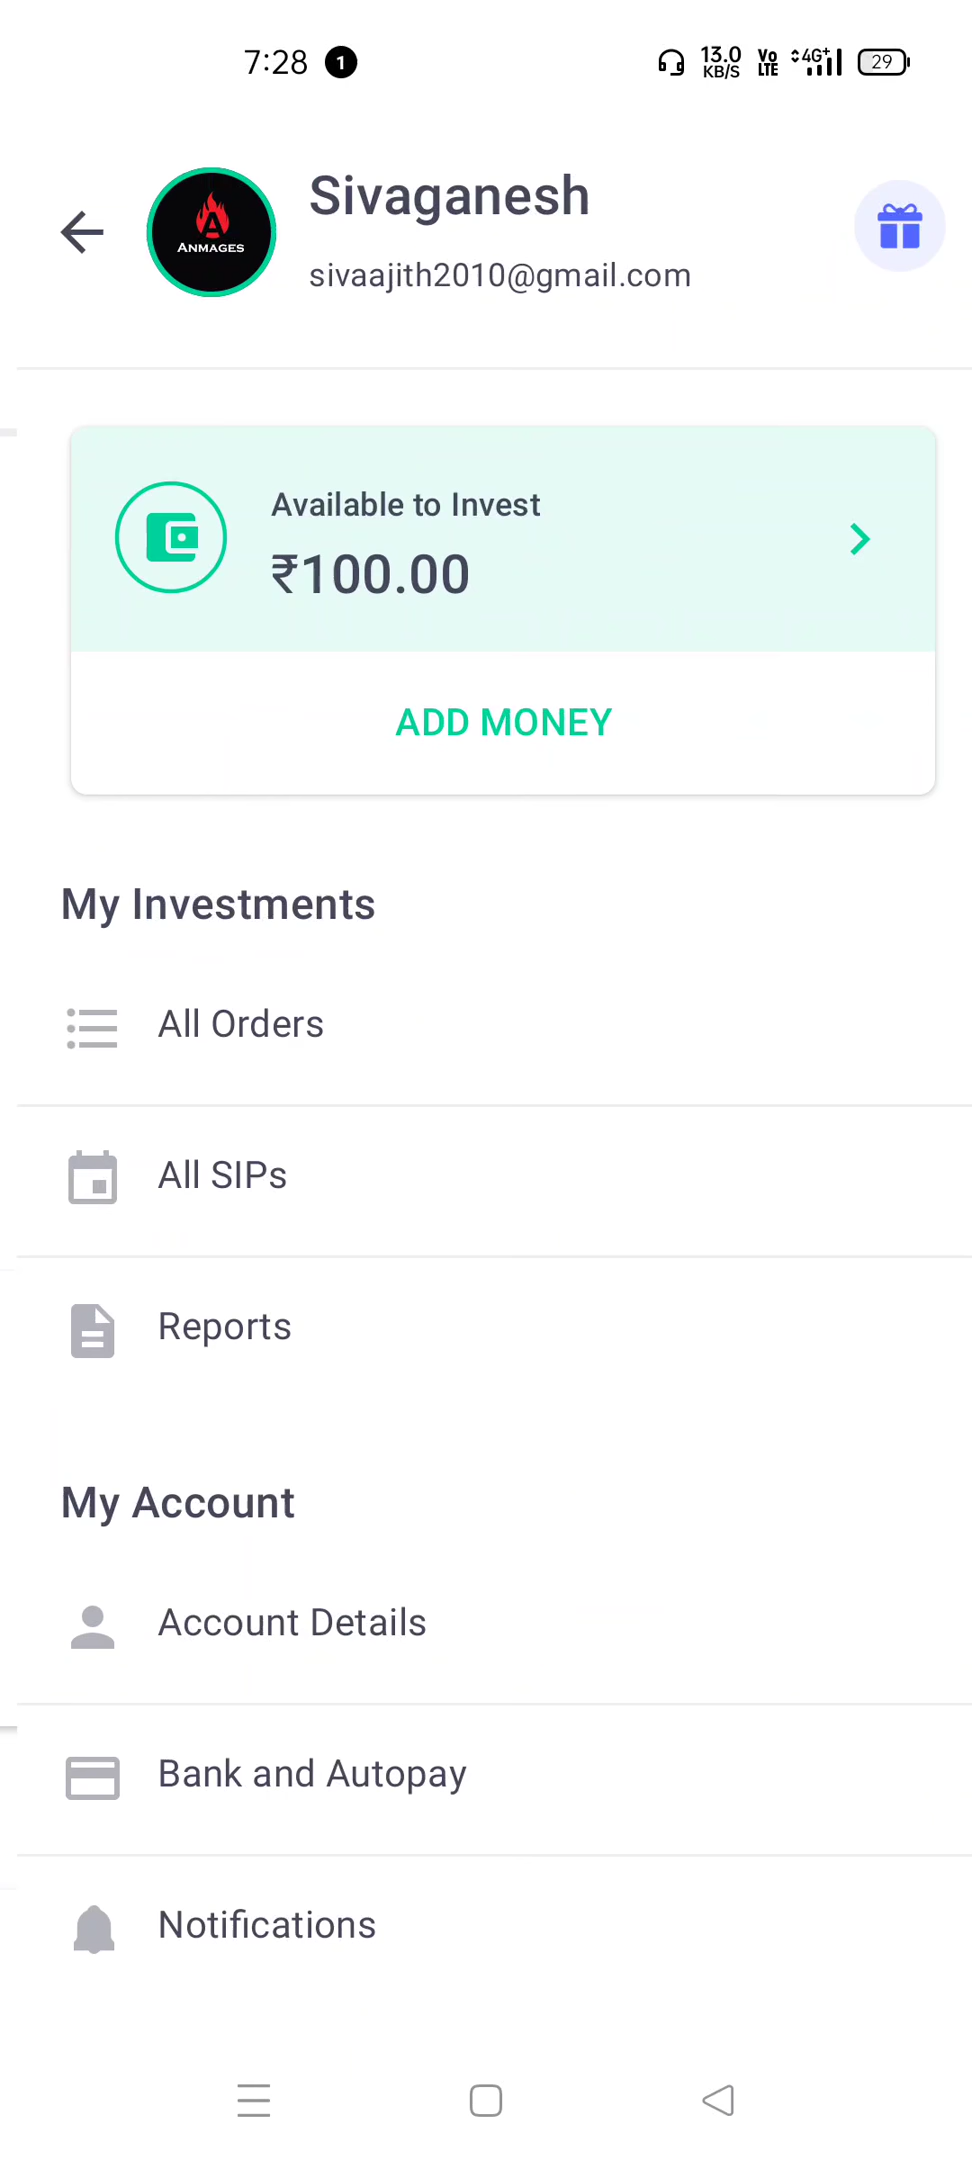 7:28 1 13.0 KB/S Vo LTE 4G+ 29
Sivaganesh
ANMAGES
sivaajith2010@gmail.com
Available to Invest
₹100.00
ADD MONEY
My Investments
All Orders
All SIPs
Reports
My Account
Account Details
Bank and Autopay
Notifications